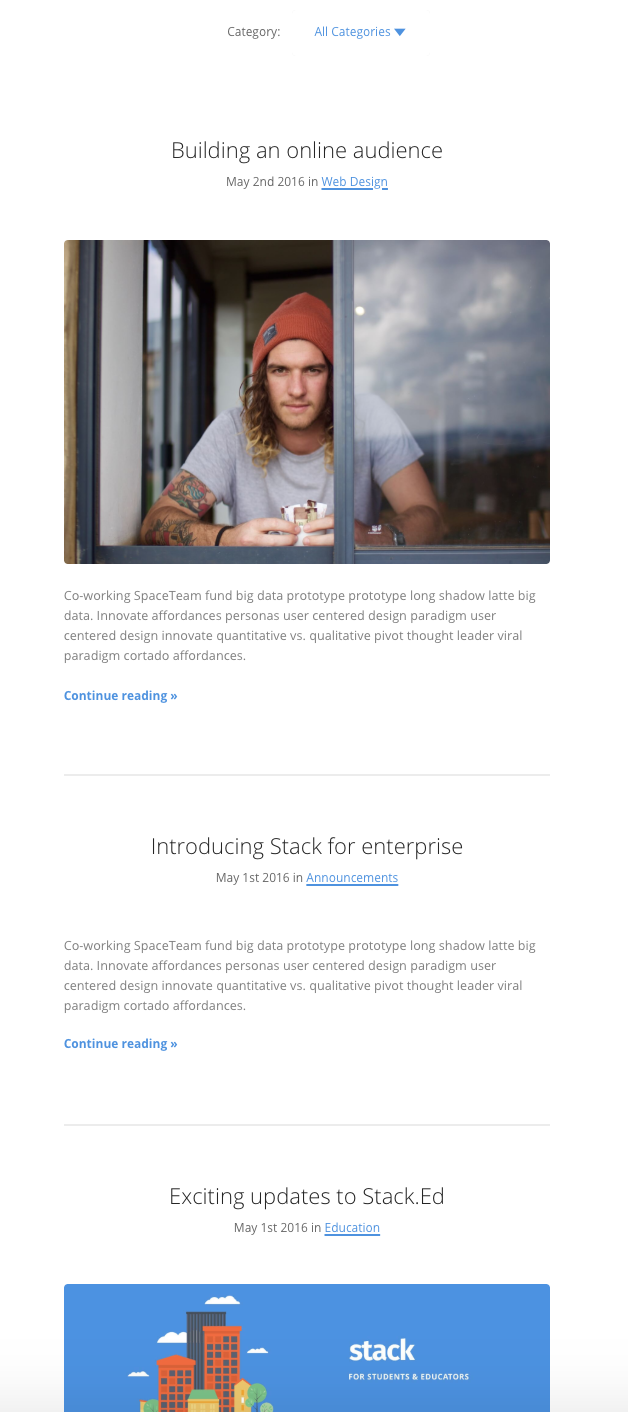 Category: All Categories
Building an online audience
May 2nd 2016 in Web Design
Co-working SpaceTeam fund big data prototype prototype long shadow latte big
data. Innovate affordances personas user centered design paradigm user
centered design innovate quantitative vs. qualitative pivot thought leader viral
paradigm cortado affordances.
Continue reading »
Introducing Stack for enterprise
May 1st 2016 in Announcements
Co-working SpaceTeam fund big data prototype prototype long shadow latte big
data. Innovate affordances personas user centered design paradigm user
centered design innovate quantitative vs. qualitative pivot thought leader viral
paradigm cortado affordances.
Continue reading »
Exciting updates to Stack.Ed
May 1st 2016 in Education
stack
FOR STUDENTS & EDUCATORS